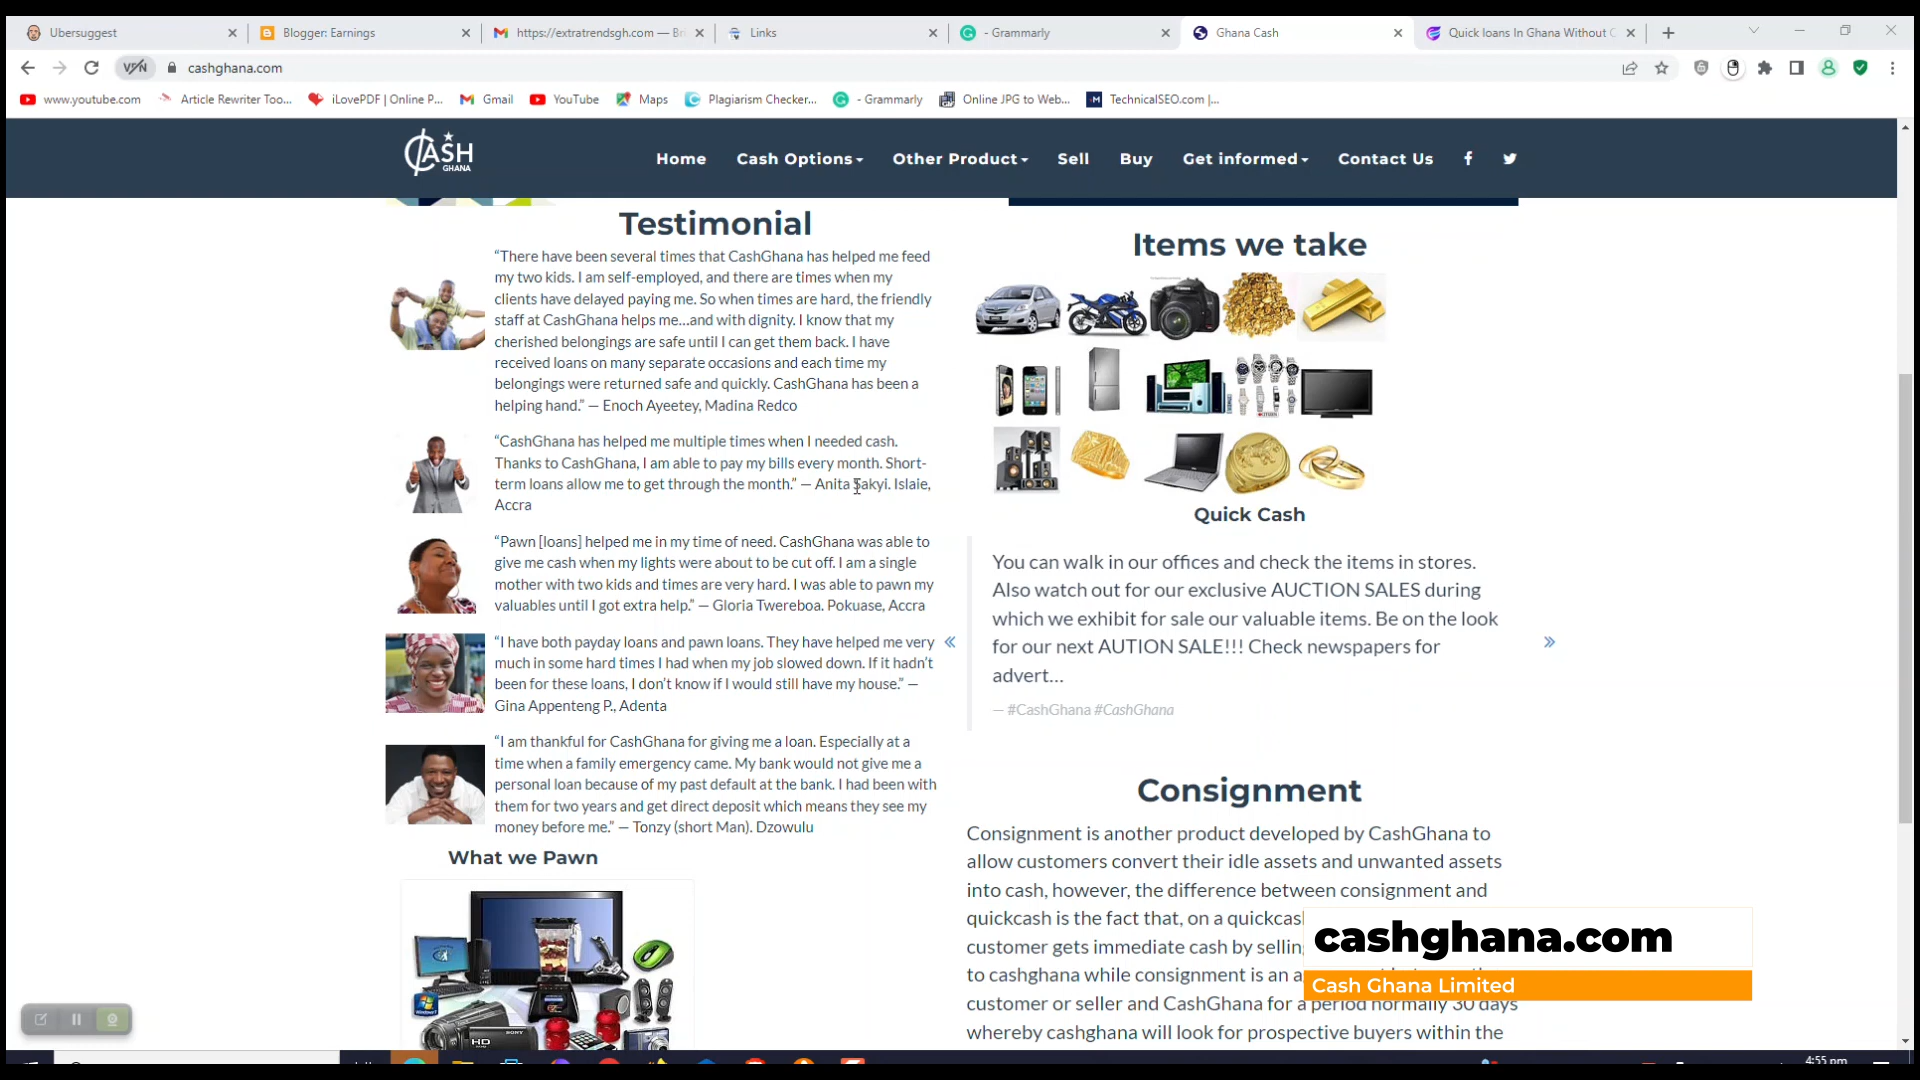 Ubersuggest
Blogger: Earnings
https://extratrendsgh.com — Br
Links
- Grammarly
Ghana Cash
Quick loans In Ghana Without C
VPN
cashghana.com
www.youtube.com
Article Rewriter Too...
iLovePDF | Online P...
Gmail
YouTube
Maps
Plagiarism Checker...
- Grammarly
Online JPG to Web...
TechnicalSEO.com |...
CASH
GHANA
Home
Cash Options
Other Product
Sell
Buy
Get informed
Contact Us
Testimonial
“There have been several times that CashGhana has helped me feed
my two kids. I am self-employed, and there are times when my
clients have delayed paying me. So when times are hard, the friendly
staff at CashGhana helps me...and with dignity. I know that my
cherished belongings are safe until I can get them back. I have
received loans on many separate occasions and each time my
belongings were returned safe and quickly. CashGhana has been a
helping hand.” — Enoch Ayeetey, Madina Redco
“CashGhana has helped me multiple times when I needed cash.
Thanks to CashGhana, I am able to pay my bills every month. Short-
term loans allow me to get through the month.” — Anita Sakyi. Islaie,
Accra
“Pawn [loans] helped me in my time of need. CashGhana was able to
give me cash when my lights were about to be cut off. I am a single
mother with two kids and times are very hard. I was able to pawn my
valuables until I got extra help.” — Gloria Twereboa. Pokuase, Accra
“I have both payday loans and pawn loans. They have helped me very
much in some hard times I had when my job slowed down. If it hadn’t
been for these loans, I don’t know if I would still have my house.” —
Gina Appenteng P., Adenta
“I am thankful for CashGhana for giving me a loan. Especially at a
time when a family emergency came. My bank would not give me a
personal loan because of my past default at the bank. I had been with
them for two years and get direct deposit which means they see my
money before me.” — Tonzy (short Man). Dzowulu
What we Pawn
HD
SONY
Items we take
Quick Cash
You can walk in our offices and check the items in stores.
Also watch out for our exclusive AUCTION SALES during
which we exhibit for sale our valuable items. Be on the look
for our next AUTION SALE!!! Check newspapers for
advert...
— #CashGhana #CashGhana
Consignment
Consignment is another product developed by CashGhana to
allow customers convert their idle assets and unwanted assets
into cash, however, the difference between consignment and
quickcash is the fact that, on a quickcas
customer gets immediate cash by selling
to cashghana while consignment is an a
customer or seller and CashGhana for a period normally 30 days
whereby cashghana will look for prospective buyers within the
cashghana.com
Cash Ghana Limited
4:55 pm